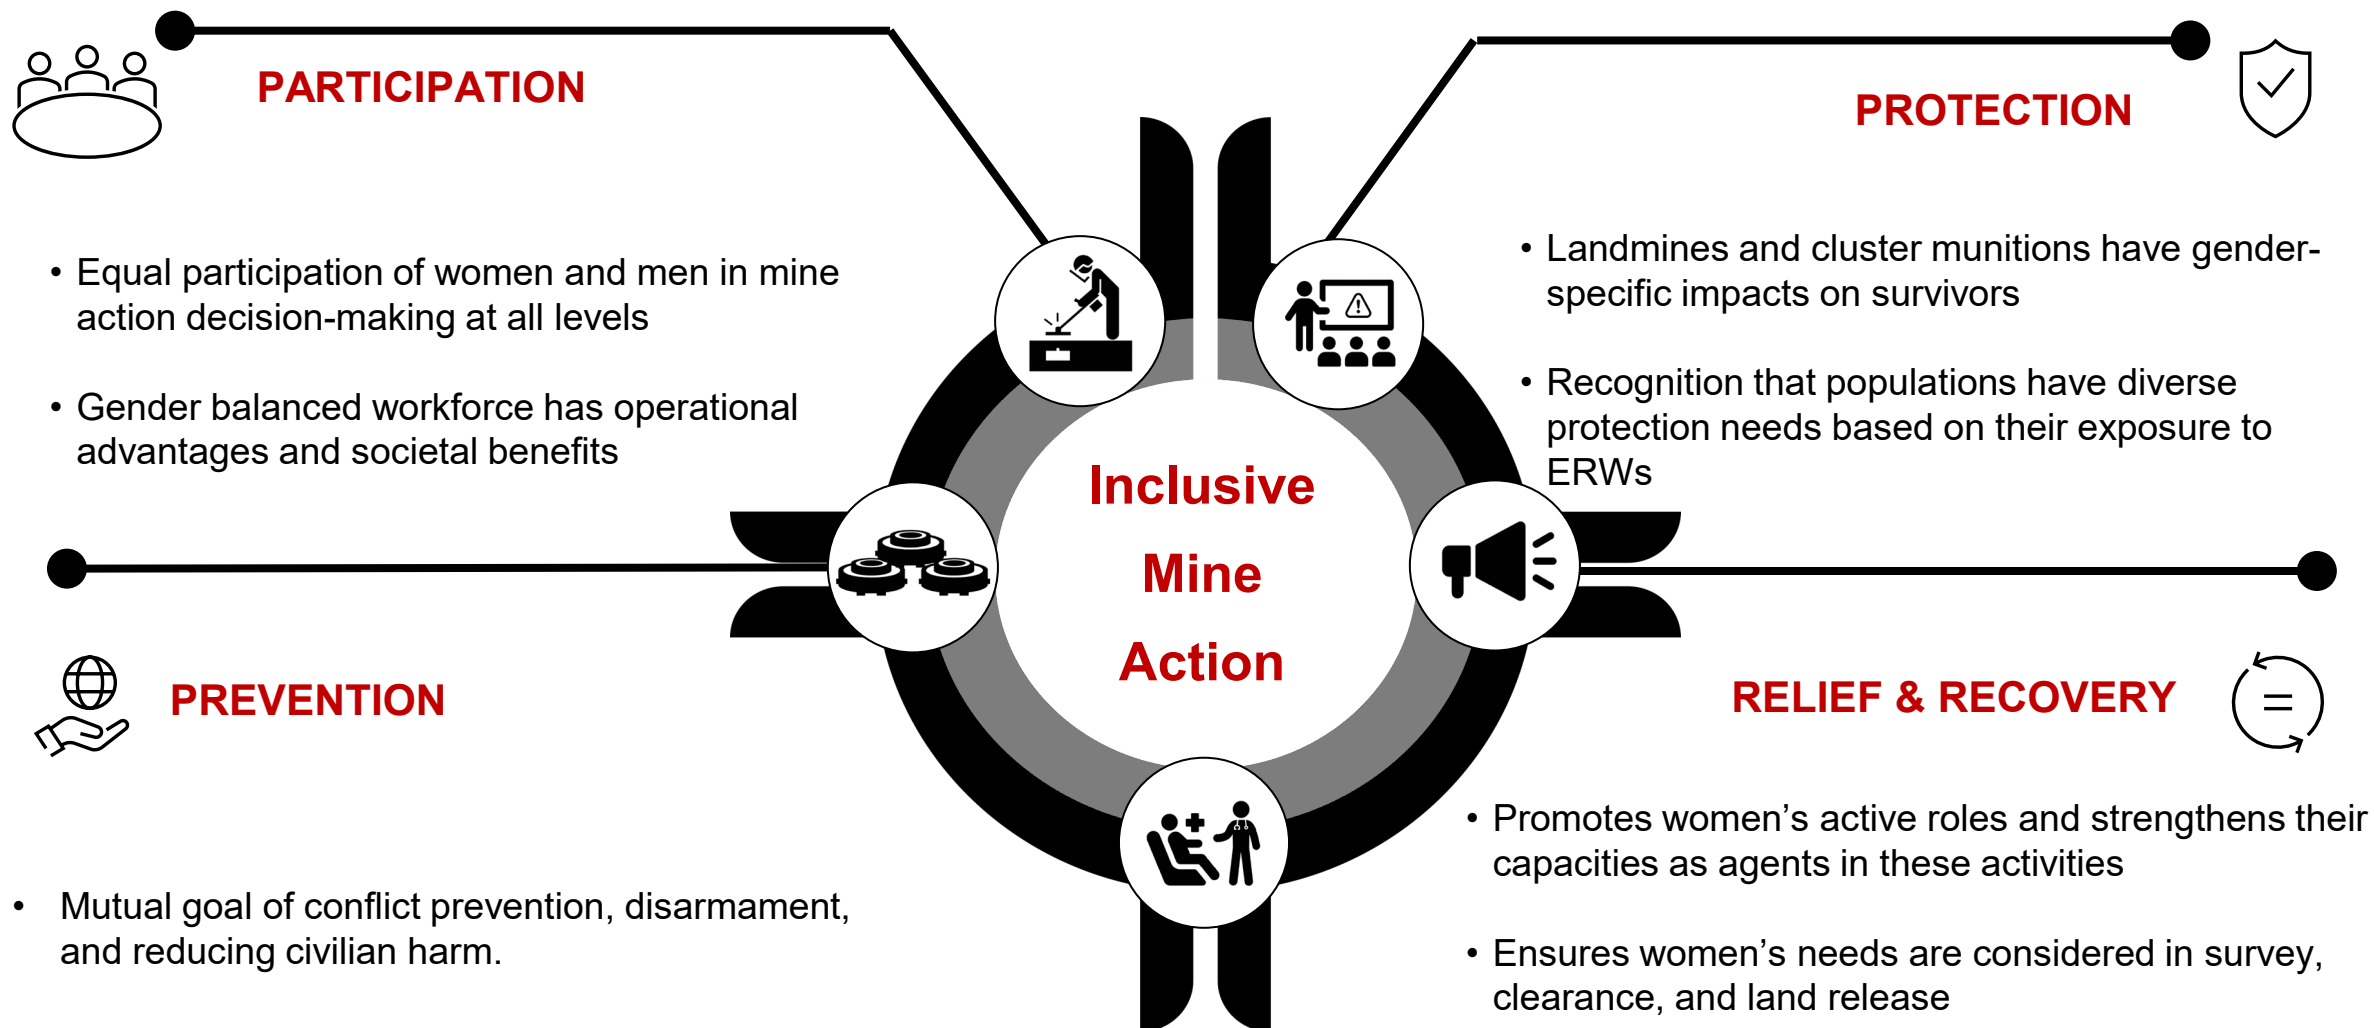 PARTICIPATION
• Equal participation of women and men in mine
action decision-making at all levels
• Gender balanced workforce has operational
advantages and societal benefits
PROTECTION
• Landmines and cluster munitions have gender-
specific impacts on survivors
• Recognition that populations have diverse
protection needs based on their exposure to
ERWs
Inclusive
Mine
Action
PREVENTION
• Mutual goal of conflict prevention, disarmament,
and reducing civilian harm.
RELIEF & RECOVERY
• Promotes women’s active roles and strengthens their
capacities as agents in these activities
• Ensures women’s needs are considered in survey,
clearance, and land release